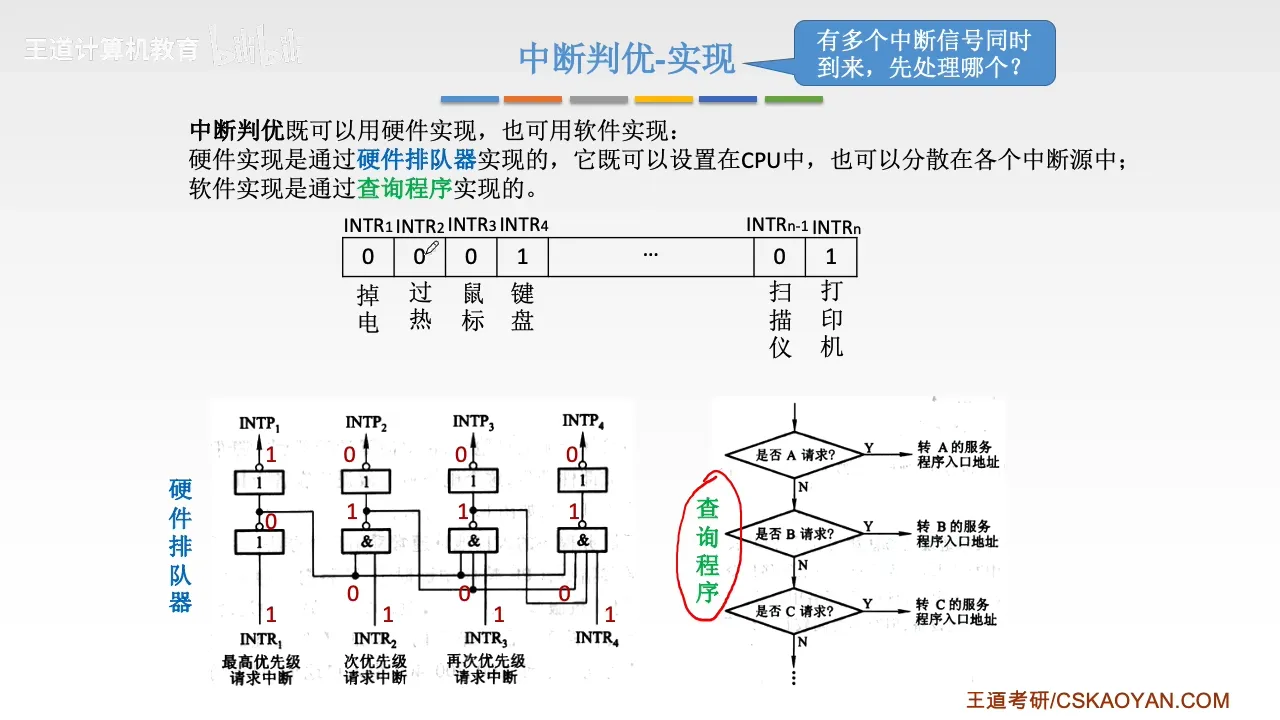 王道计算机教育 bilibili
中断判优-实现
有多个中断信号同时
到来，先处理哪个？
中断判优既可以用硬件实现，也可用软件实现：
硬件实现是通过硬件排队器实现的，它既可以设置在CPU中，也可以分散在各个中断源中；
软件实现是通过查询程序实现的。
INTR1 INTR2 INTR3 INTR4 INTRn-1 INTRn
0 0 0 1 … 0 1
掉电 过热 鼠标 键盘 扫描仪 打印机
硬件排队器
INTP1 INTP2 INTP3 INTP4
1 0 0 0
1 1 1 1
0 1 1 1
1 & & &
0 0 0
1 1 1 1
INTR1 INTR2 INTR3 INTR4
最高优先级 次优先级 再次优先级
请求中断 请求中断 请求中断
查询程序
是否 A 请求? Y 转 A 的服务
程序入口地址
N
是否 B 请求? Y 转 B 的服务
程序入口地址
N
是否 C 请求? Y 转 C 的服务
程序入口地址
N
⋮
王道考研/CSKAOYAN.COM